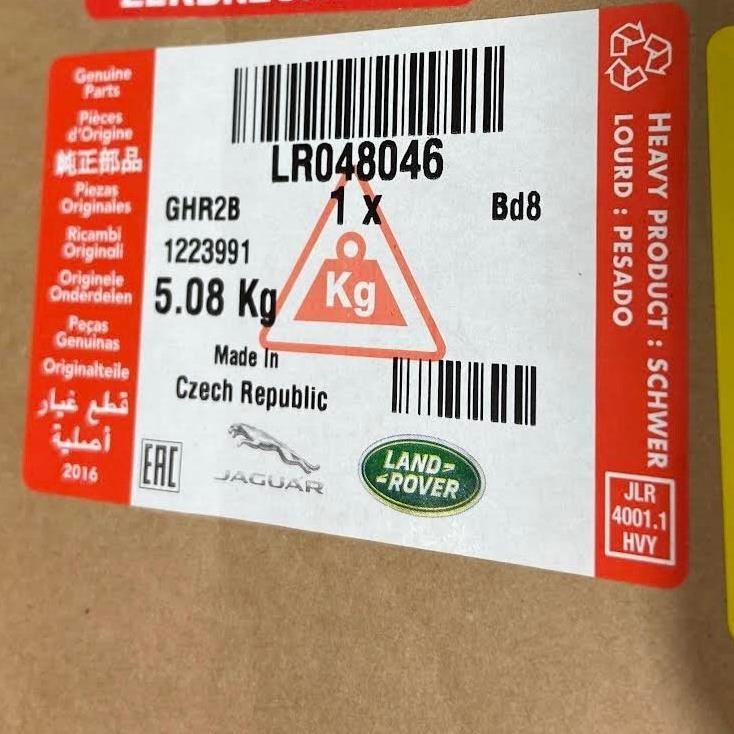 Genuine
Parts
Pièces
d'Origine
純正部品
Piezas
Originales
Ricambi
Originali
Originele
Onderdelen
Peças
Genuinas
Originalteile
قطع غيار
أصلية
2016
LR048046
GHR2B
1 x
Bd8
1223991
5.08 Kg
Kg
Made In
Czech Republic
EAC
JAGUAR
LAND-
-ROVER
HEAVY PRODUCT : SCHWER
LOURD : PESADO
JLR
4001.1
HVY